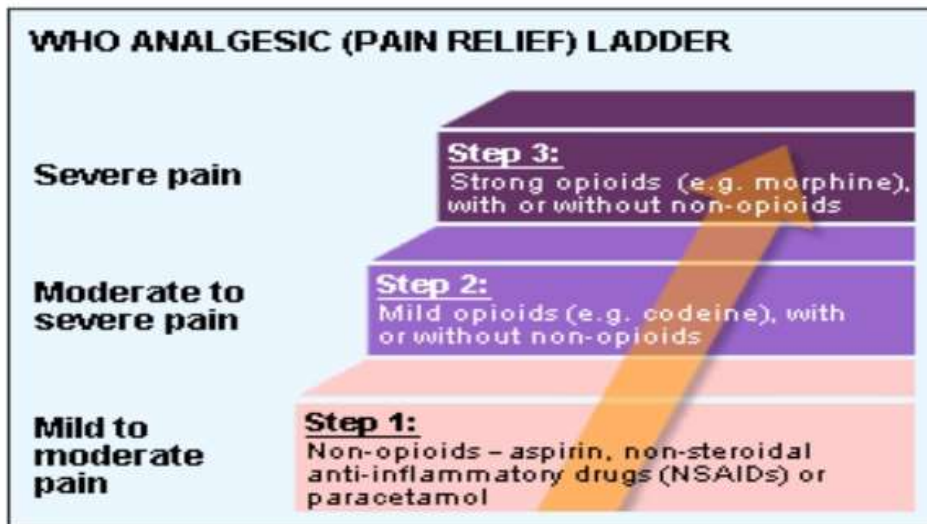 WHO ANALGESIC (PAIN RELIEF) LADDER
Severe pain
Step 3:
Strong opioids (e.g. morphine),
with or without non-opioids
Moderate to
severe pain
Step 2:
Mild opioids (e.g. codeine), with
or without non-opioids
Mild to
moderate
pain
Step 1:
Non-opioids – aspirin, non-steroidal
anti-inflammatory drugs (NSAIDs) or
paracetamol